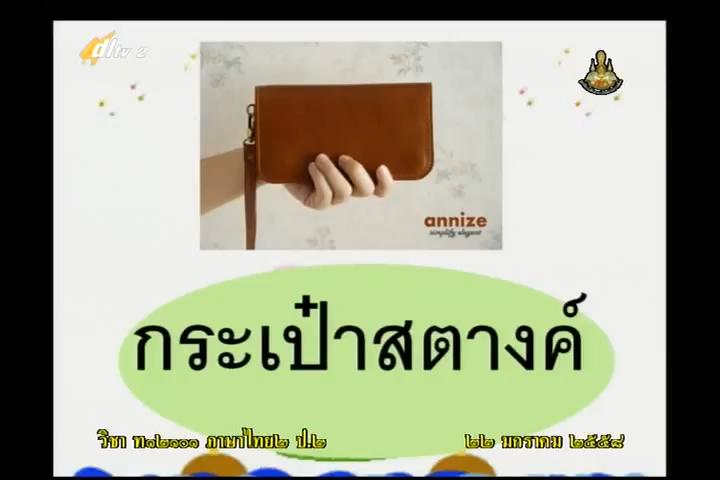 dltv 2
annize
simplify elegant
กระเป๋าสตางค์
วิชา ท๑๒๑๐๑ ภาษาไทย๒ ป.๒
๒๒ มกราคม ๒๕๕๘